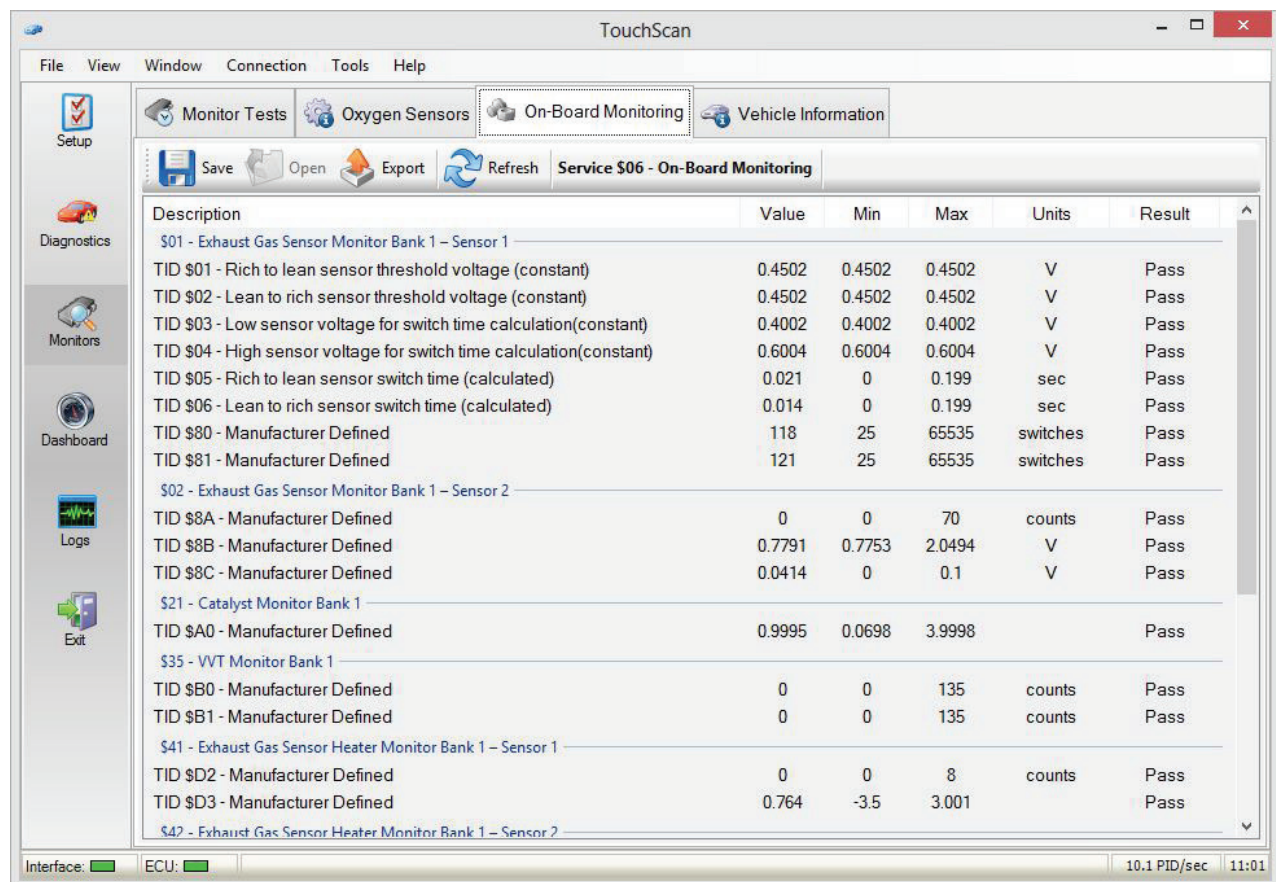 TouchScan
File View Window Connection Tools Help
Setup
Diagnostics
Monitors
Dashboard
Logs
Exit
Monitor Tests Oxygen Sensors On-Board Monitoring Vehicle Information
Save Open Export Refresh Service $06 - On-Board Monitoring
Description Value Min Max Units Result
$01 - Exhaust Gas Sensor Monitor Bank 1 – Sensor 1
TID $01 - Rich to lean sensor threshold voltage (constant) 0.4502 0.4502 0.4502 V Pass
TID $02 - Lean to rich sensor threshold voltage (constant) 0.4502 0.4502 0.4502 V Pass
TID $03 - Low sensor voltage for switch time calculation(constant) 0.4002 0.4002 0.4002 V Pass
TID $04 - High sensor voltage for switch time calculation(constant) 0.6004 0.6004 0.6004 V Pass
TID $05 - Rich to lean sensor switch time (calculated) 0.021 0 0.199 sec Pass
TID $06 - Lean to rich sensor switch time (calculated) 0.014 0 0.199 sec Pass
TID $80 - Manufacturer Defined 118 25 65535 switches Pass
TID $81 - Manufacturer Defined 121 25 65535 switches Pass
$02 - Exhaust Gas Sensor Monitor Bank 1 – Sensor 2
TID $8A - Manufacturer Defined 0 0 70 counts Pass
TID $8B - Manufacturer Defined 0.7791 0.7753 2.0494 V Pass
TID $8C - Manufacturer Defined 0.0414 0 0.1 V Pass
$21 - Catalyst Monitor Bank 1
TID $A0 - Manufacturer Defined 0.9995 0.0698 3.9998 Pass
$35 - VVT Monitor Bank 1
TID $B0 - Manufacturer Defined 0 0 135 counts Pass
TID $B1 - Manufacturer Defined 0 0 135 counts Pass
$41 - Exhaust Gas Sensor Heater Monitor Bank 1 – Sensor 1
TID $D2 - Manufacturer Defined 0 0 8 counts Pass
TID $D3 - Manufacturer Defined 0.764 -3.5 3.001 Pass
$42 - Exhaust Gas Sensor Heater Monitor Bank 1 – Sensor 2
Interface: ECU: 10.1 PID/sec 11:01